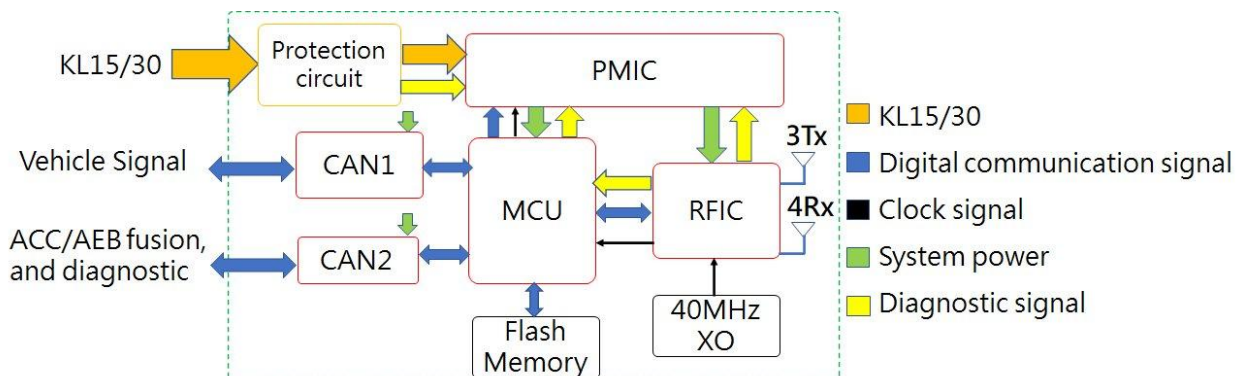 KL15/30
Protection
circuit
PMIC
Vehicle Signal
CAN1
MCU
RFIC
3Tx
4Rx
ACC/AEB fusion,
and diagnostic
CAN2
Flash
Memory
40MHz
XO
KL15/30
Digital communication signal
Clock signal
System power
Diagnostic signal